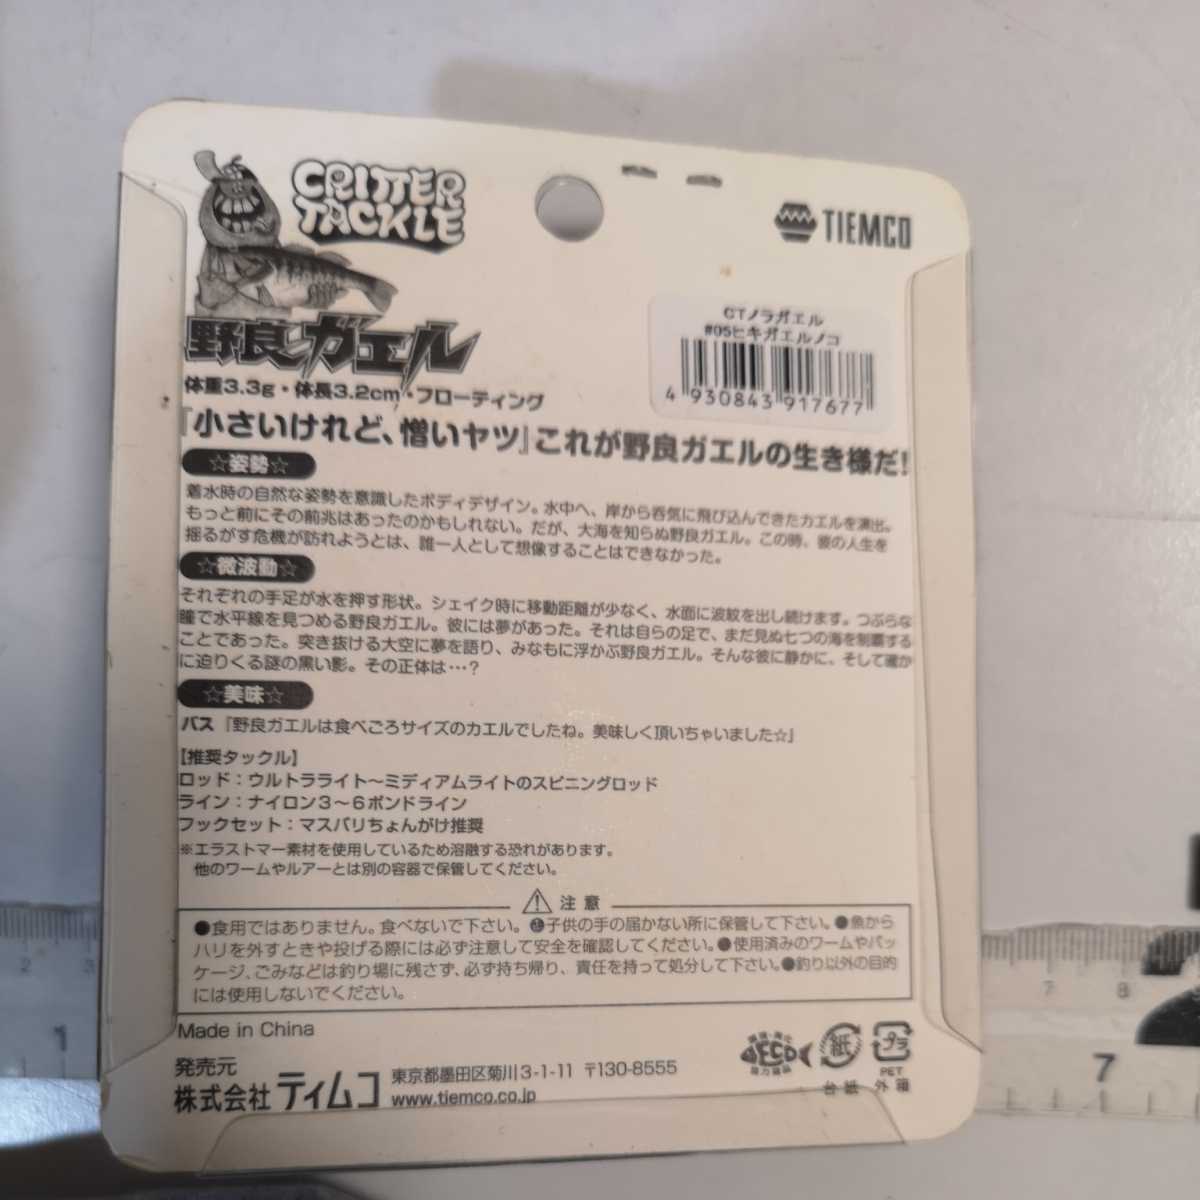 CRITTER
TACKLE
TIEMCO
野良ガエル
CTノラガエル
#05ヒキガエルノコ
4 930843 917677
体重3.3g・体長3.2cm・フローティング
『小さいけれど、憎いヤツ』これが野良ガエルの生き様だ！
☆姿勢☆
着水時の自然な姿勢を意識したボディデザイン。水中へ、岸から呑気に飛び込んできたカエルを演出。
もっと前にその前兆はあったのかもしれない。だが、大海を知らぬ野良ガエル。この時、彼の人生を
揺るがす危機が訪れようとは、誰一人として想像することはできなかった。
☆微波動☆
それぞれの手足が水を押す形状。シェイク時に移動距離が少なく、水面に波紋を出し続けます。つぶらな
瞳で水平線を見つめる野良ガエル。彼には夢があった。それは自らの足で、まだ見ぬ七つの海を制覇する
ことであった。突き抜ける大空に夢を語り、みなもに浮かぶ野良ガエル。そんな彼に静かに、そして確か
に迫りくる謎の黒い影。その正体は…？
☆美味☆
バス『野良ガエルは食べごろサイズのカエルでしたね。美味しく頂いちゃいました☆』
【推奨タックル】
ロッド：ウルトラライト～ミディアムライトのスピニングロッド
ライン：ナイロン3～6ポンドライン
フックセット：マスバリちょんがけ推奨
※エラストマー素材を使用しているため溶融する恐れがあります。
他のワームやルアーとは別の容器で保管してください。
注意
●食用ではありません。食べないで下さい。●子供の手の届かない所に保管して下さい。●魚から
ハリを外すときや投げる際には必ず注意して安全を確認してください。●使用済みのワームやパッ
ケージ、ごみなどは釣り場に残さず、必ず持ち帰り、責任を持って処分して下さい。●釣り以外の目的
には使用しないでください。
Made in China
発売元
株式会社 ティムコ 東京都墨田区菊川3-1-11 〒130-8555
www.tiemco.co.jp
ECO
紙
台紙
プラ
PET
外箱
2 3
1
7 8
7